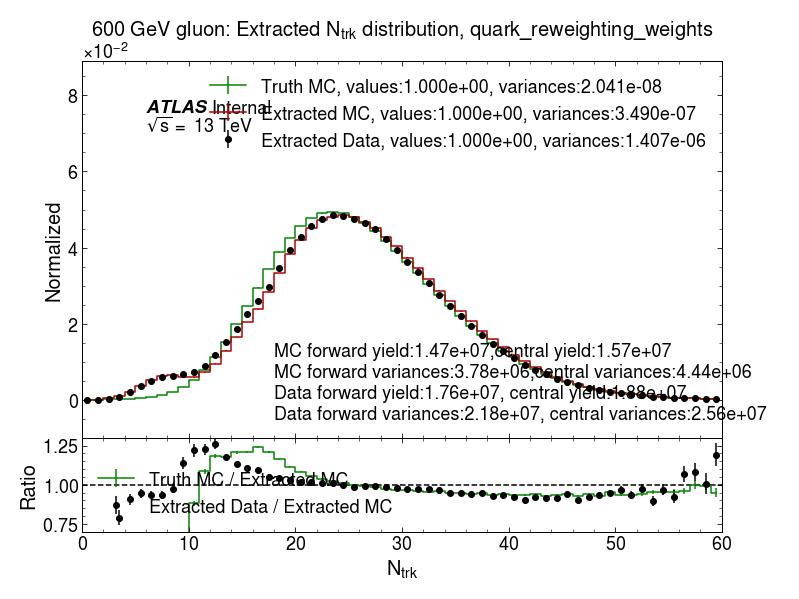 600 GeV gluon: Extracted Ntrk distribution, quark_reweighting_weights
×10−2
Truth MC, values:1.000e+00, variances:2.041e-08
ATLAS Internal
Extracted MC, values:1.000e+00, variances:3.490e-07
√s = 13 TeV
Extracted Data, values:1.000e+00, variances:1.407e-06
8
6
4
2
0
Normalized
MC forward yield:1.47e+07,central yield:1.57e+07
MC forward variances:3.78e+06,central variances:4.44e+06
Data forward yield:1.76e+07, central yield:1.88e+07
Data forward variances:2.18e+07, central variances:2.56e+07
1.25
1.00
0.75
Ratio
Truth MC / Extracted MC
Extracted Data / Extracted MC
0 10 20 30 40 50 60
Ntrk